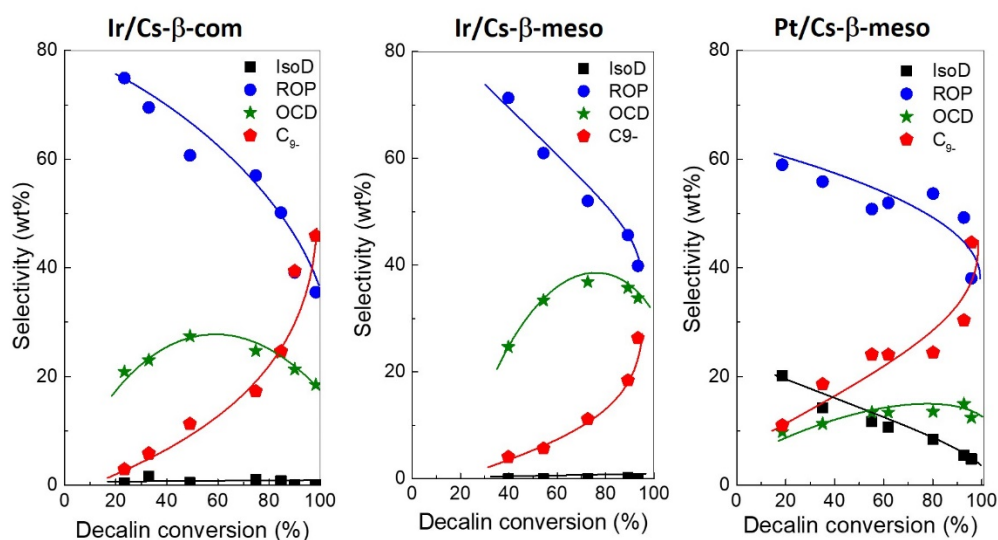 Ir/Cs-β-com
80
60
40
20
0
Selectivity (wt%)
IsoD
ROP
OCD
C₉₋
0 20 40 60 80 100
Decalin conversion (%)
Ir/Cs-β-meso
80
60
40
20
0
Selectivity (wt%)
IsoD
ROP
OCD
C9-
0 20 40 60 80 100
Decalin conversion (%)
Pt/Cs-β-meso
80
60
40
20
0
Selectivity (wt%)
IsoD
ROP
OCD
C₉₋
0 20 40 60 80 100
Decalin conversion (%)